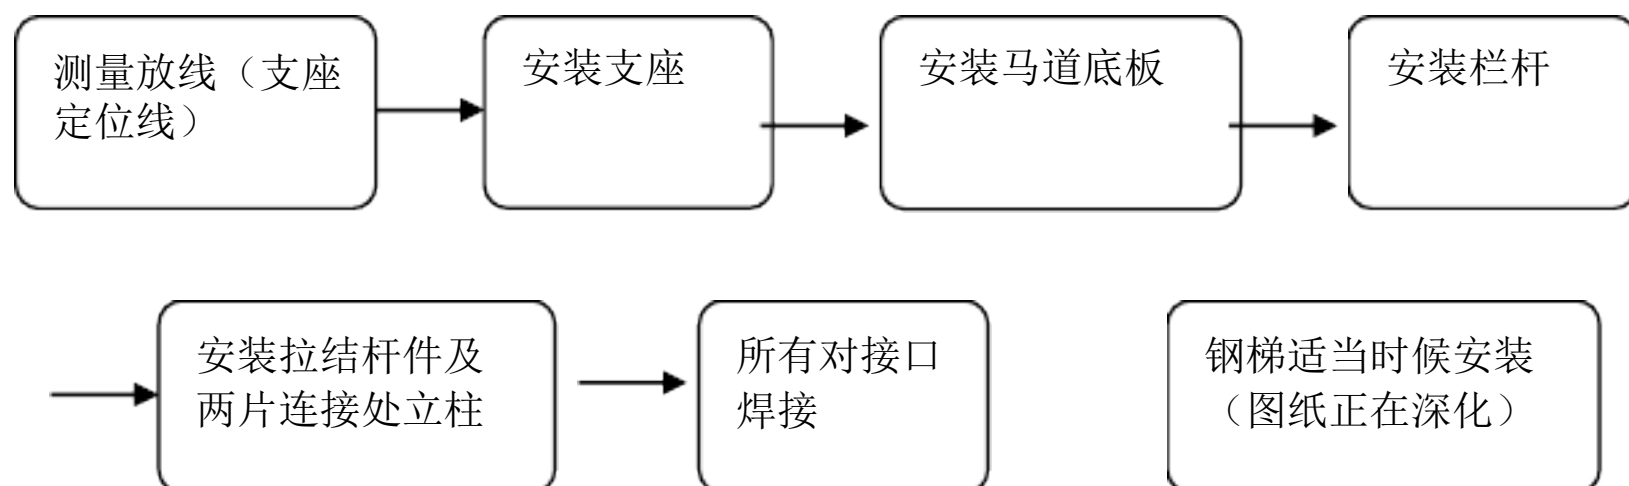 测量放线（支座
定位线）
安装支座
安装马道底板
安装栏杆
安装拉结杆件及
两片连接处立柱
所有对接口
焊接
钢梯适当时候安装
（图纸正在深化）